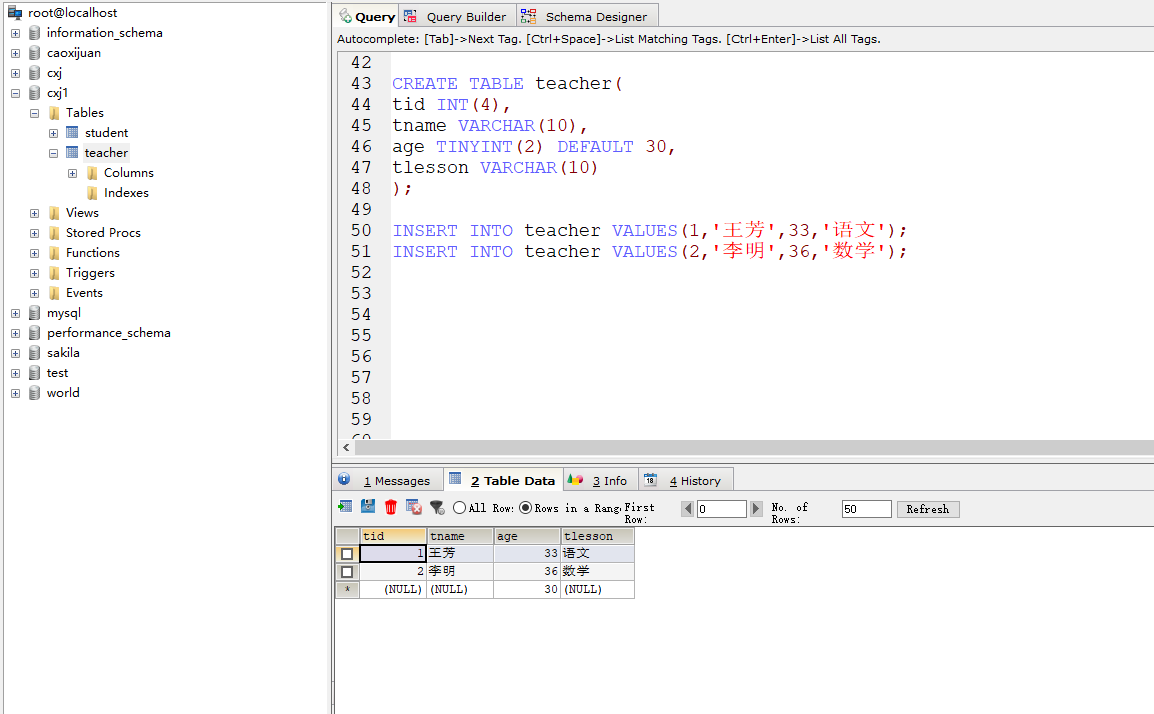 root@localhost
information_schema
caoxijuan
cxj
cxj1
Tables
student
teacher
Columns
Indexes
Views
Stored Procs
Functions
Triggers
Events
mysql
performance_schema
sakila
test
world
Query Query Builder Schema Designer
Autocomplete: [Tab]->Next Tag. [Ctrl+Space]->List Matching Tags. [Ctrl+Enter]->List All Tags.
42
43 CREATE TABLE teacher(
44 tid INT(4),
45 tname VARCHAR(10),
46 age TINYINT(2) DEFAULT 30,
47 tlesson VARCHAR(10)
48 );
49
50 INSERT INTO teacher VALUES(1,'王芳',33,'语文');
51 INSERT INTO teacher VALUES(2,'李明',36,'数学');
52
53
54
55
56
57
58
59
60
1 Messages 2 Table Data 3 Info 18 4 History
All Row: Rows in a Rang First Row: 0 No. of Rows: 50 Refresh
tid tname age tlesson
1 王芳 33 语文
2 李明 36 数学
* (NULL) (NULL) 30 (NULL)